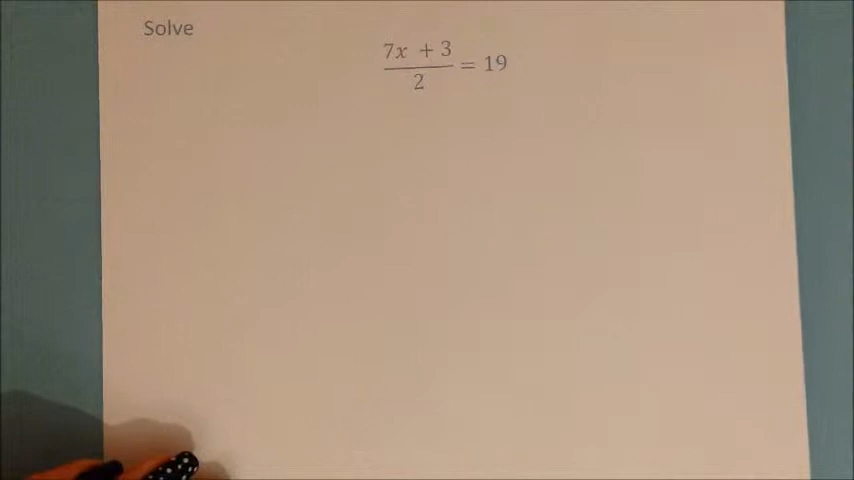 Solve
7x + 3
/ 2 = 19